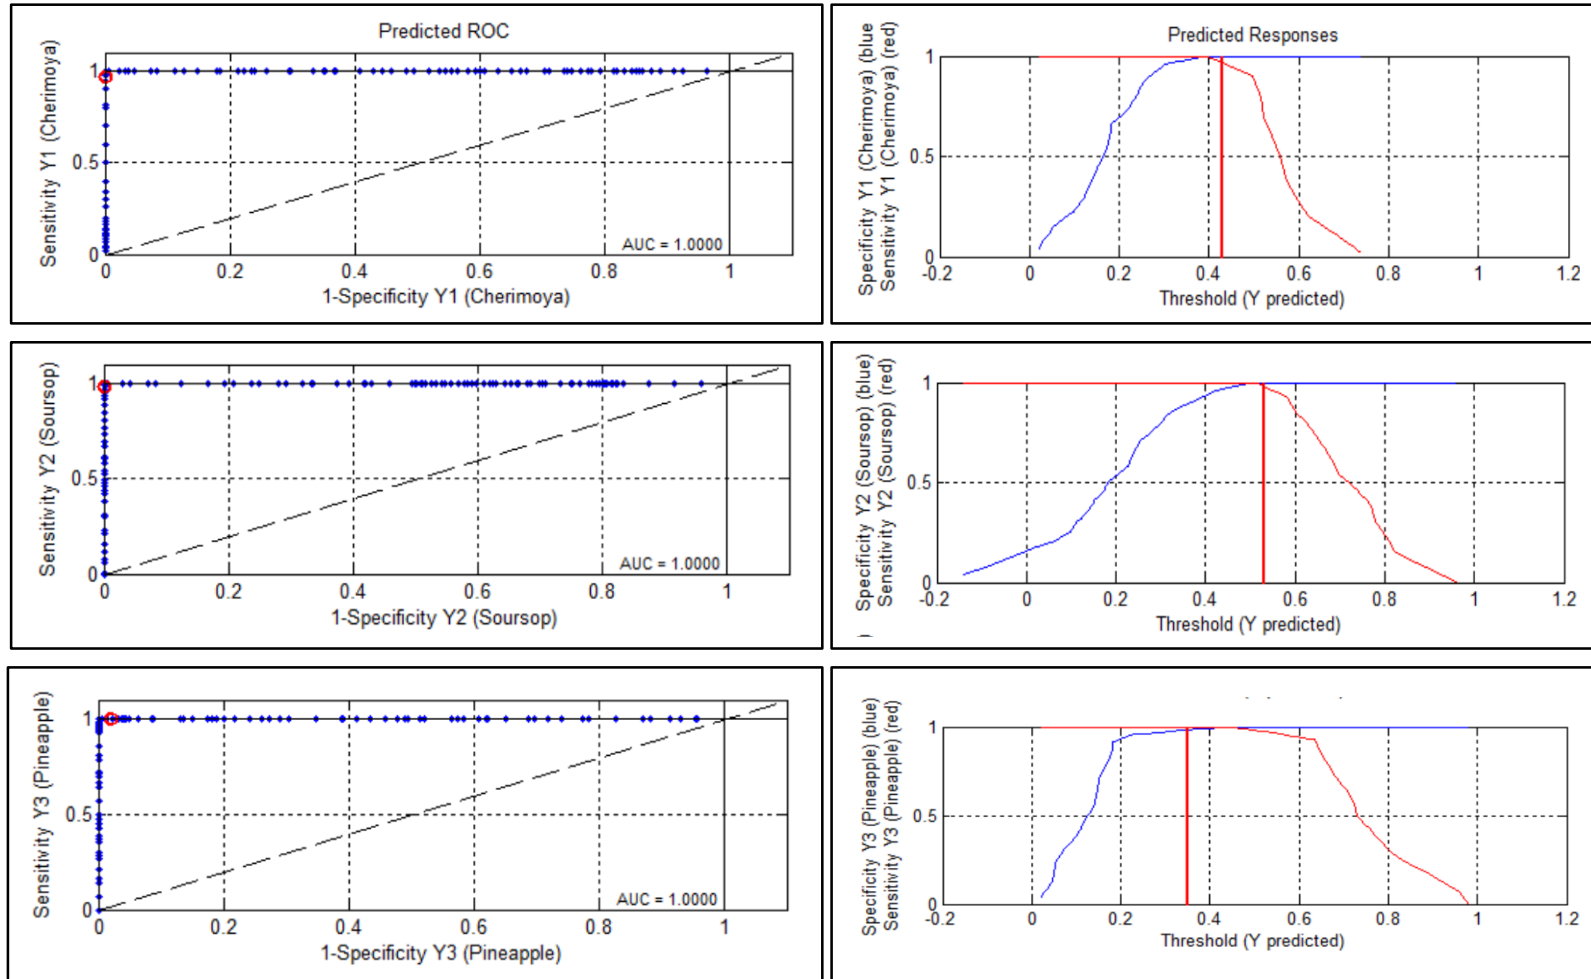 Predicted ROC
Sensitivity Y1 (Cherimoya)
1
0.5
0
AUC = 1.0000
0 0.2 0.4 0.6 0.8 1
1-Specificity Y1 (Cherimoya)
Predicted Responses
Specificity Y1 (Cherimoya) (blue)
Sensitivity Y1 (Cherimoya) (red)
1
0.5
0
-0.2 0 0.2 0.4 0.6 0.8 1 1.2
Threshold (Y predicted)
Sensitivity Y2 (Soursop)
1
0.5
0
AUC = 1.0000
0 0.2 0.4 0.6 0.8 1
1-Specificity Y2 (Soursop)
Specificity Y2 (Soursop) (blue)
Sensitivity Y2 (Soursop) (red)
1
0.5
0
-0.2 0 0.2 0.4 0.6 0.8 1 1.2
Threshold (Y predicted)
Sensitivity Y3 (Pineapple)
1
0.5
0
AUC = 1.0000
0 0.2 0.4 0.6 0.8 1
1-Specificity Y3 (Pineapple)
Specificity Y3 (Pineapple) (blue)
Sensitivity Y3 (Pineapple) (red)
1
0.5
0
-0.2 0 0.2 0.4 0.6 0.8 1 1.2
Threshold (Y predicted)